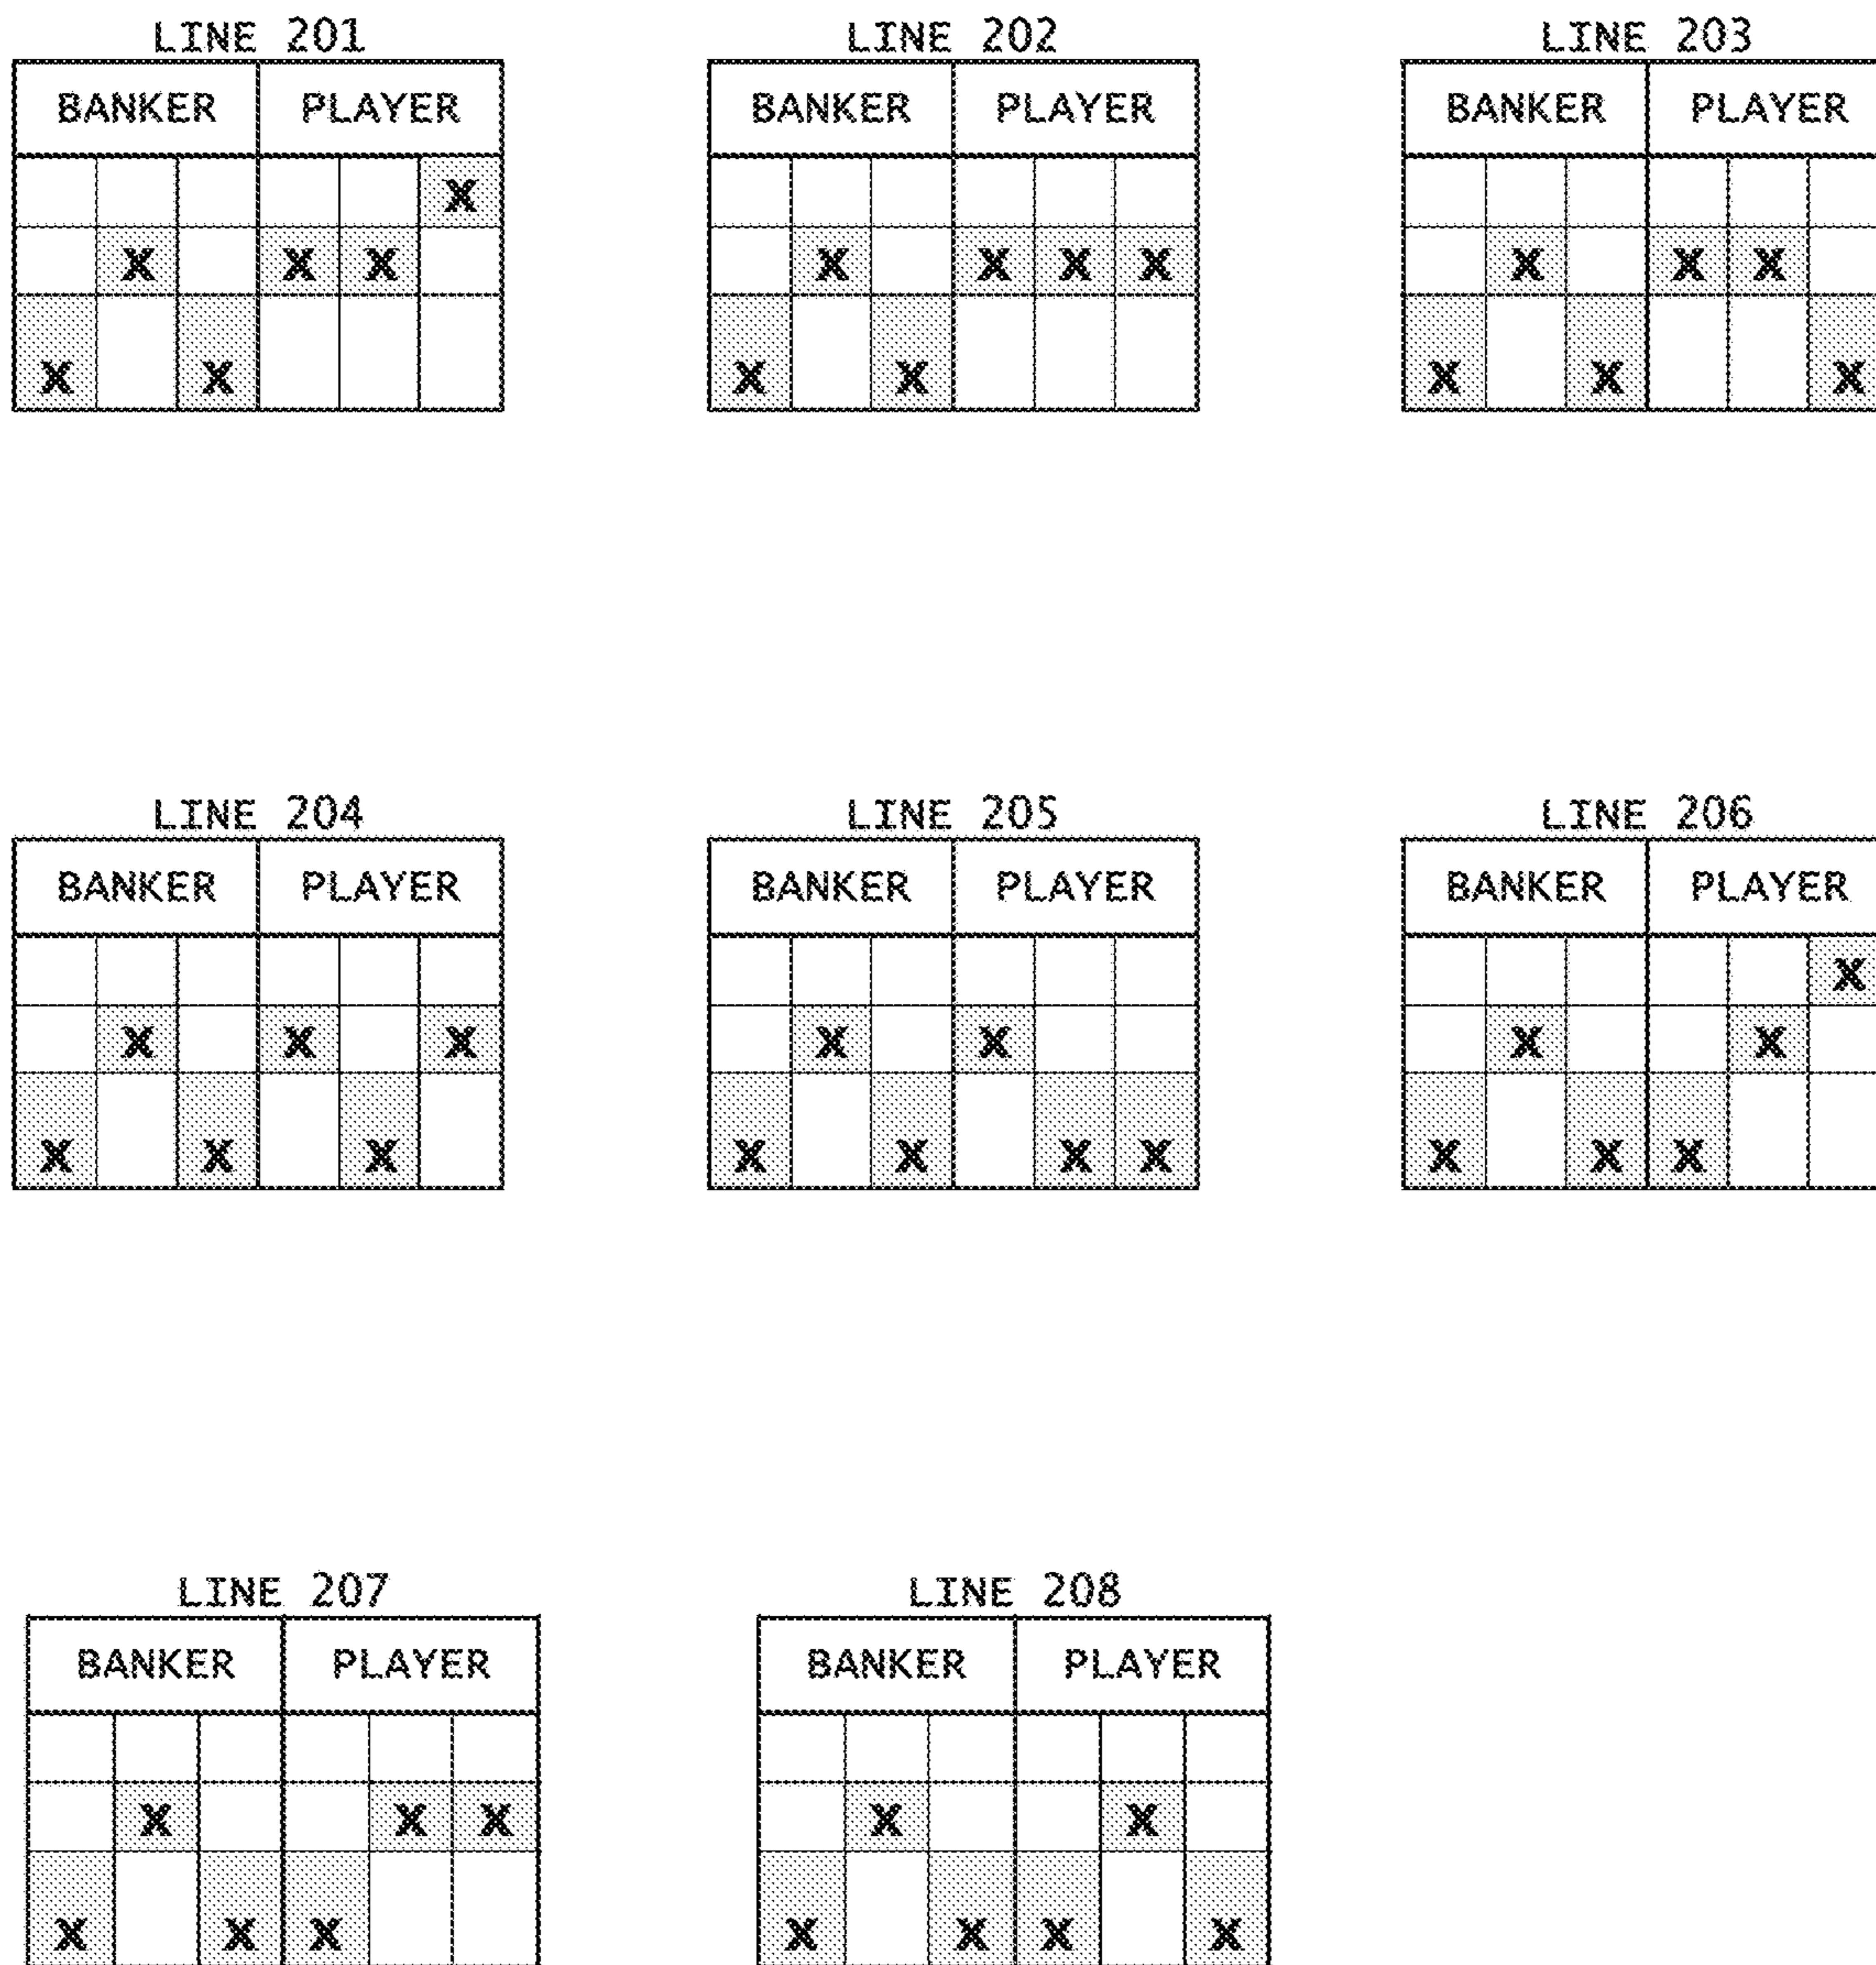 LINE 201
BANKER PLAYER
X
X X X
X X
LINE 202
BANKER PLAYER
X X X X
X X
LINE 203
BANKER PLAYER
X X X
X X X
LINE 204
BANKER PLAYER
X X X
X X X
LINE 205
BANKER PLAYER
X X
X X X X
LINE 206
BANKER PLAYER
X
X X
X X X
LINE 207
BANKER PLAYER
X X X
X X X
LINE 208
BANKER PLAYER
X X
X X X X